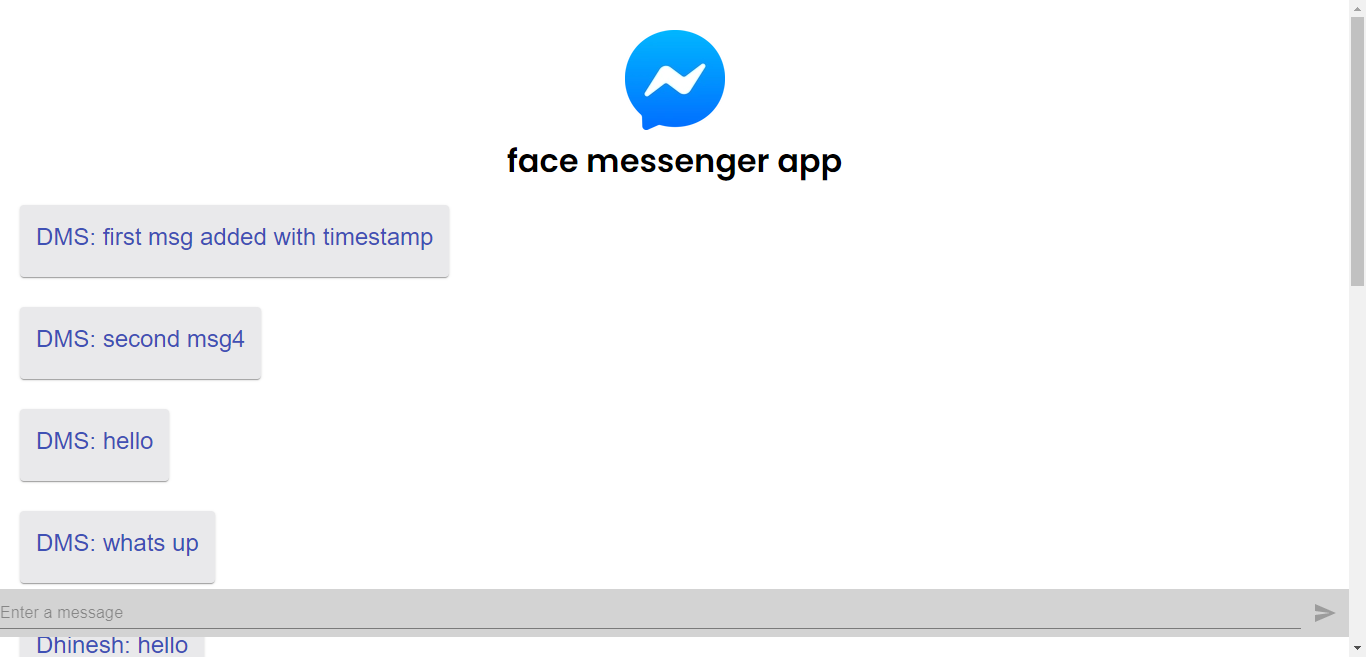 face messenger app
DMS: first msg added with timestamp
DMS: second msg4
DMS: hello
DMS: whats up
Enter a message
Dhinesh: hello